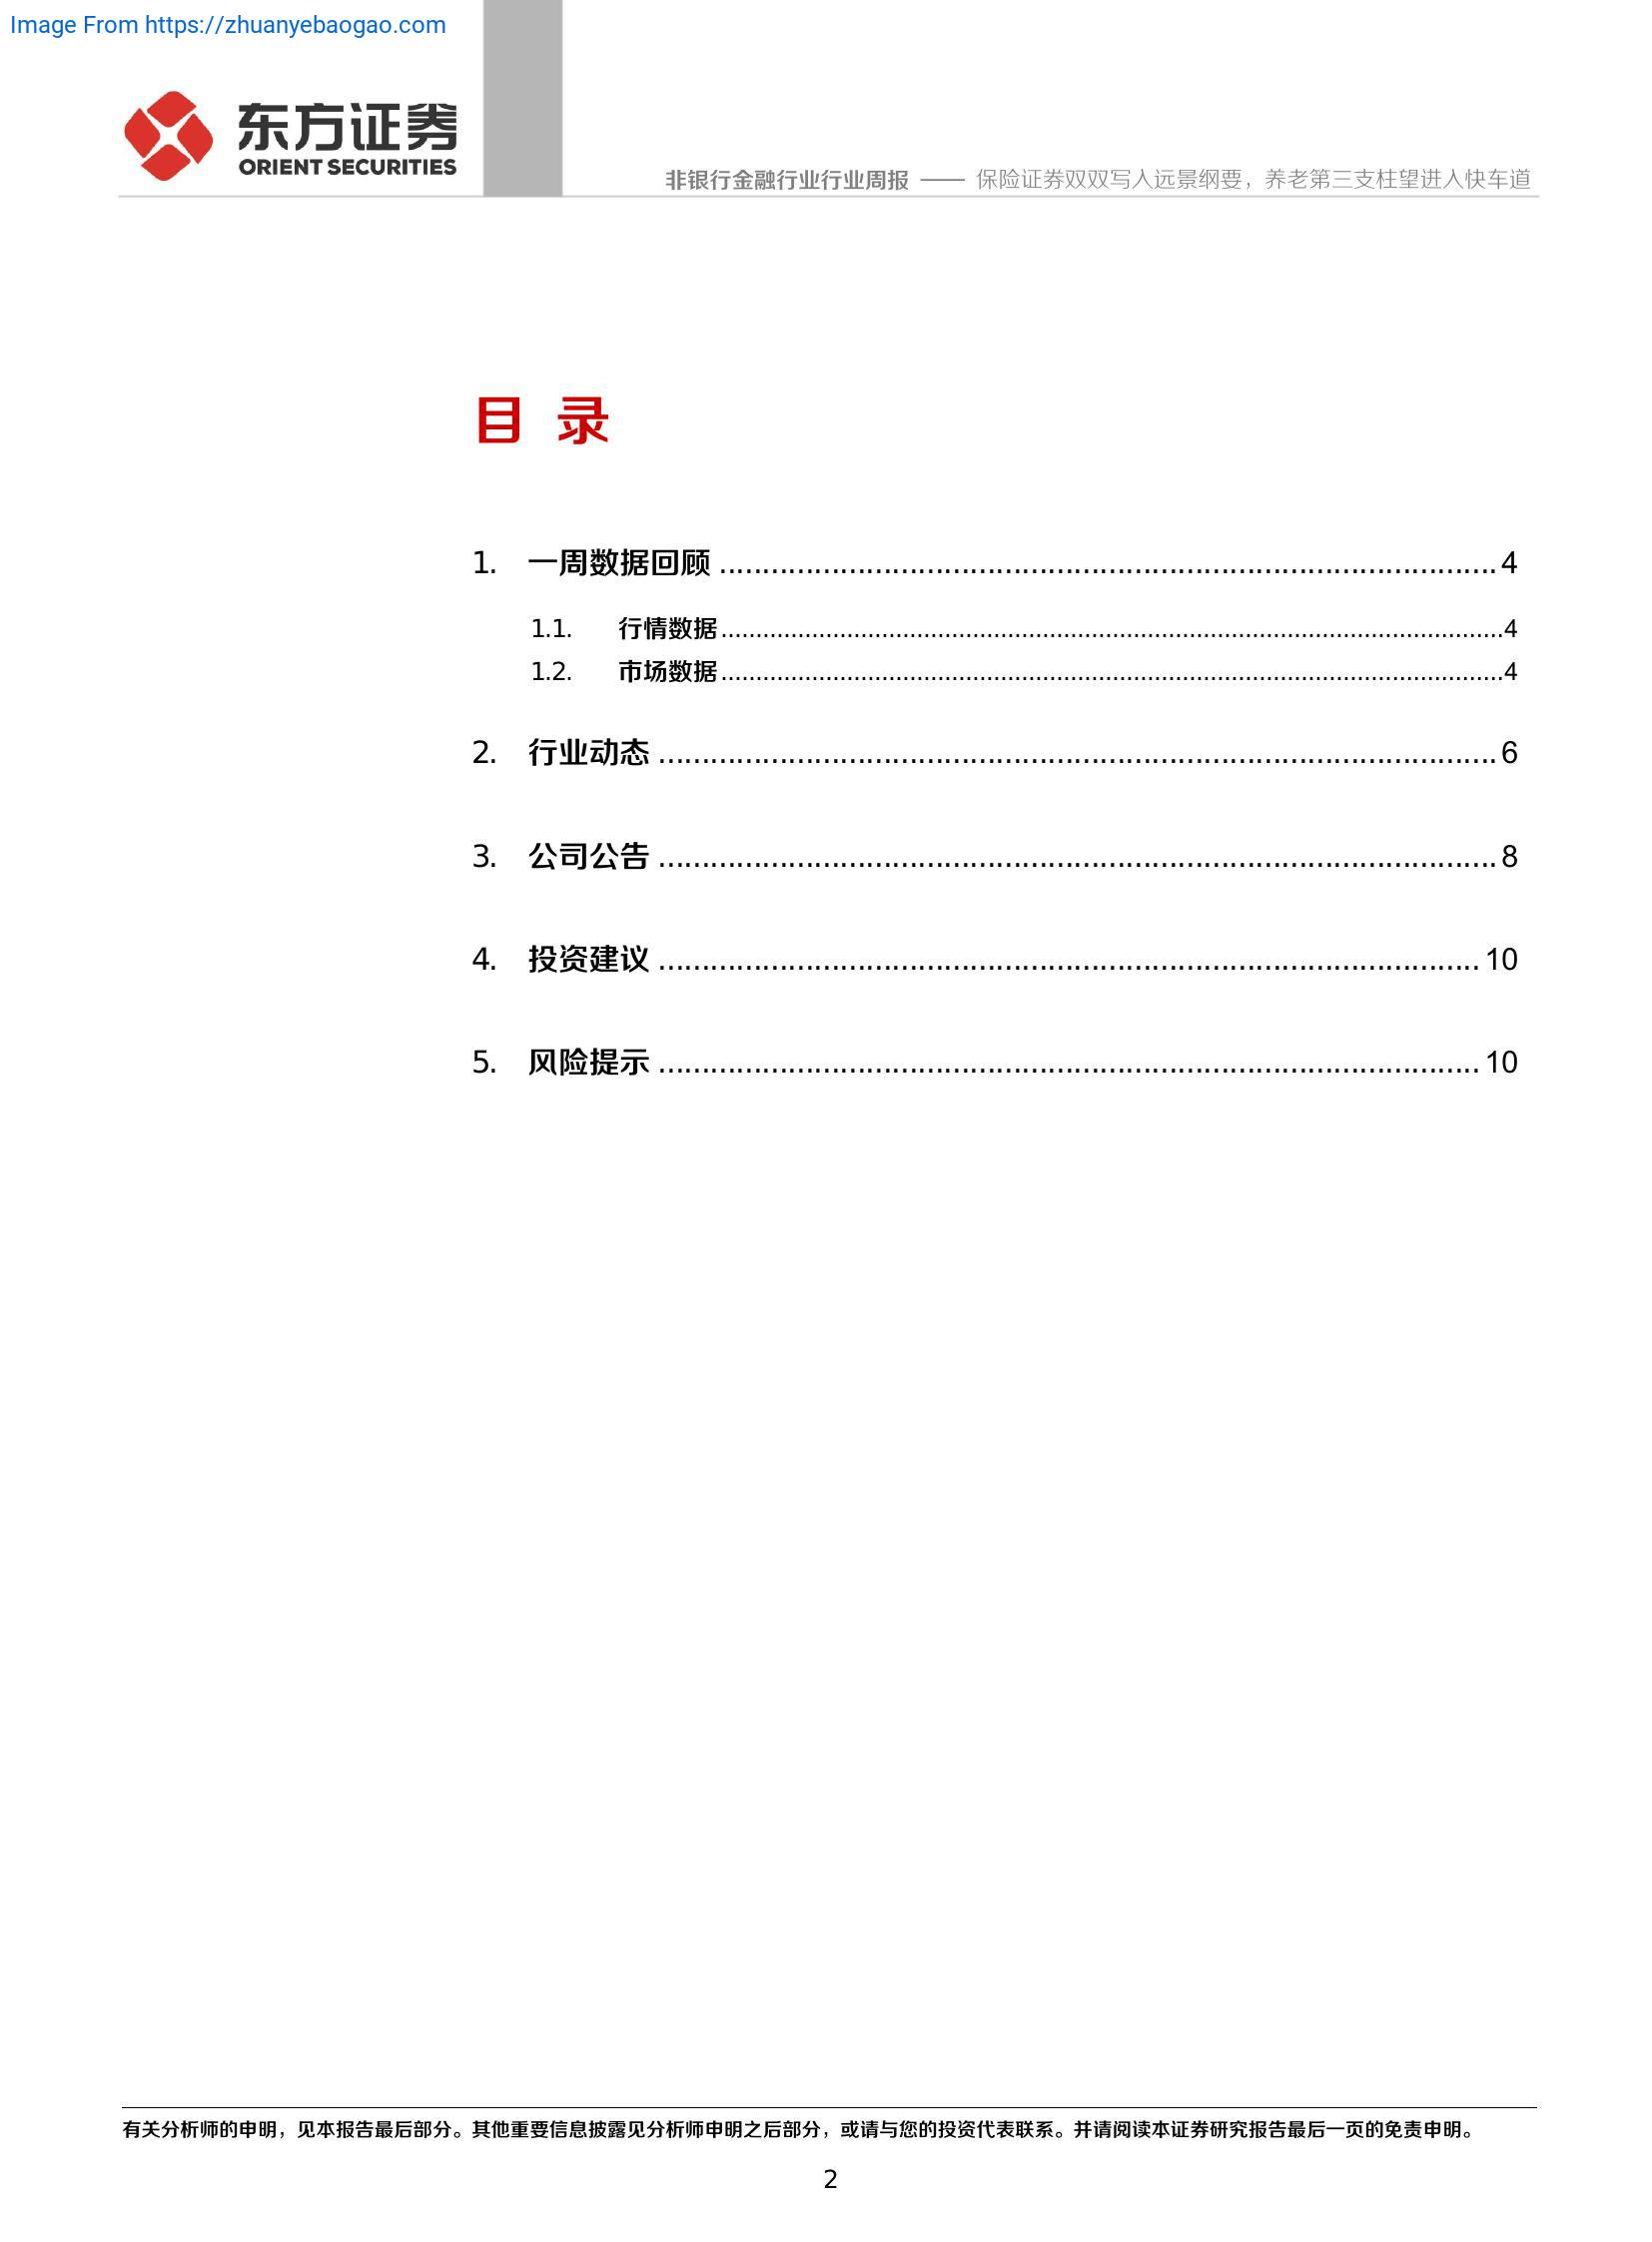 Image From https://zhuanyebaogao.com
东方证券
ORIENT SECURITIES
非银行金融行业行业周报 —— 保险证券双双写入远景纲要，养老第三支柱望进入快车道
目 录
1. 一周数据回顾 ........................................................................................ 4
1.1. 行情数据 ........................................................................................ 4
1.2. 市场数据 ........................................................................................ 4
2. 行业动态 ........................................................................................ 6
3. 公司公告 ........................................................................................ 8
4. 投资建议 ........................................................................................ 10
5. 风险提示 ........................................................................................ 10
有关分析师的申明，见本报告最后部分。其他重要信息披露见分析师申明之后部分，或请与您的投资代表联系。并请阅读本证券研究报告最后一页的免责申明。
2